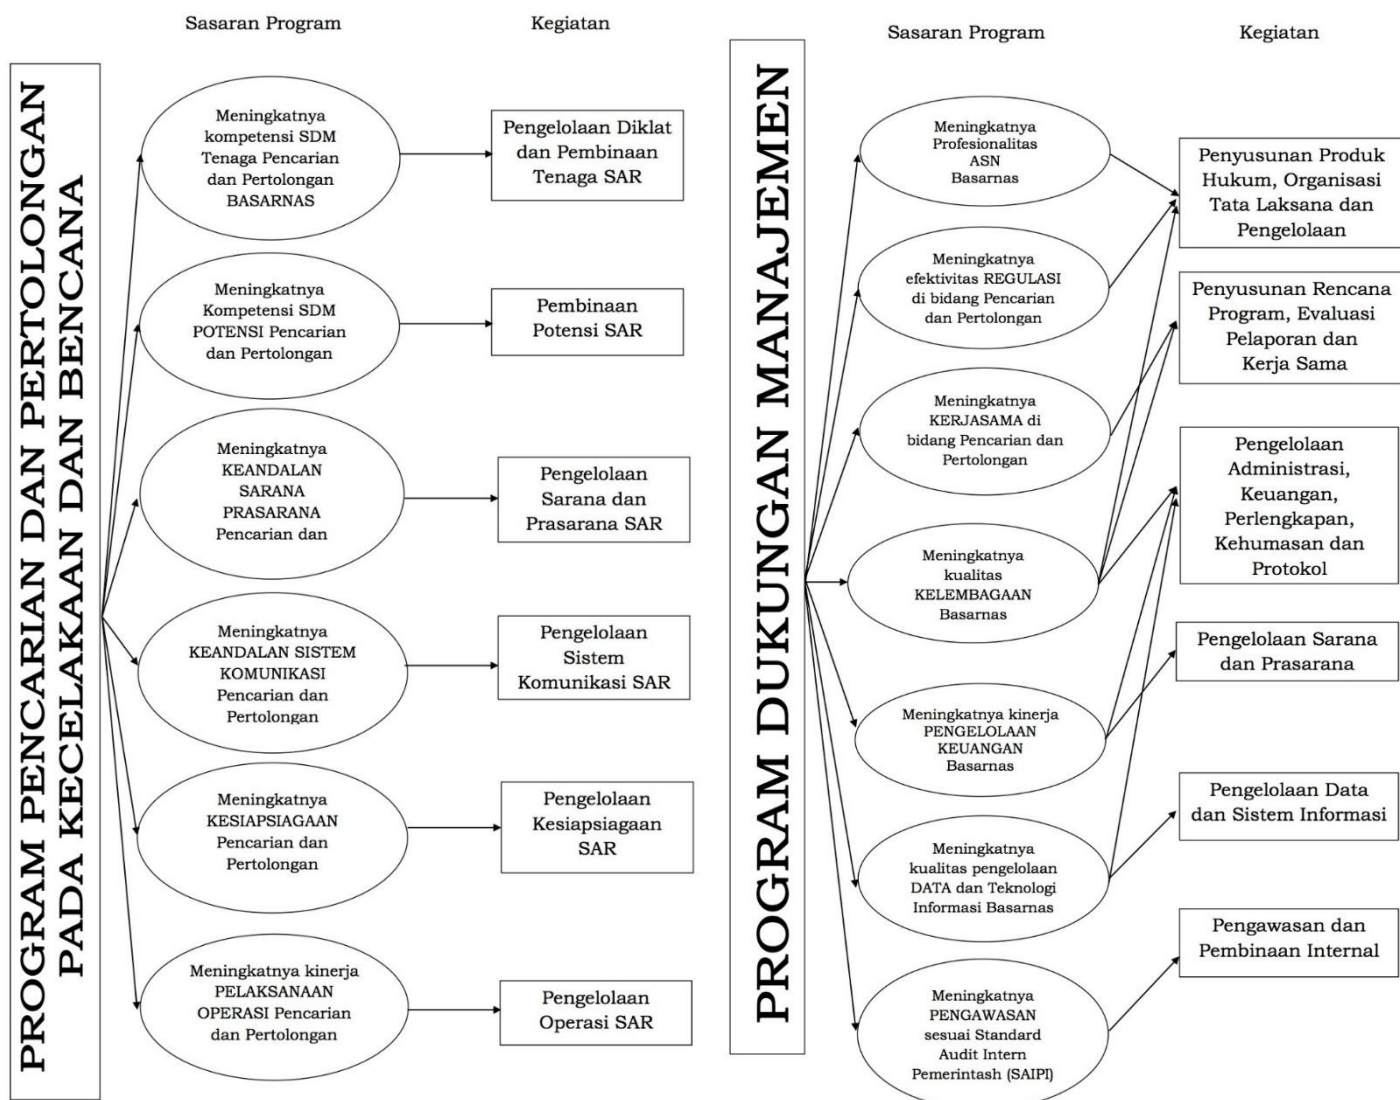 PROGRAM PENCARIAN DAN PERTOLONGAN
PADA KECELAKAAN DAN BENCANA
Sasaran Program
Kegiatan
Meningkatnya
kompetensi SDM
Tenaga Pencarian
dan Pertolongan
BASARNAS
Pengelolaan Diklat
dan Pembinaan
Tenaga SAR
Meningkatnya
Kompetensi SDM
POTENSI Pencarian
dan Pertolongan
Pembinaan
Potensi SAR
Meningkatnya
KEANDALAN
SARANA
PRASARANA
Pencarian dan
Pengelolaan
Sarana dan
Prasarana SAR
Meningkatnya
KEANDALAN SISTEM
KOMUNIKASI
Pencarian dan
Pertolongan
Pengelolaan
Sistem
Komunikasi SAR
Meningkatnya
KESIAPSIAGAAN
Pencarian dan
Pertolongan
Pengelolaan
Kesiapsiagaan
SAR
Meningkatnya kinerja
PELAKSANAAN
OPERASI Pencarian
dan Pertolongan
Pengelolaan
Operasi SAR
PROGRAM DUKUNGAN MANAJEMEN
Sasaran Program
Kegiatan
Meningkatnya
Profesionalitas
ASN
Basarnas
Meningkatnya
efektivitas REGULASI
di bidang Pencarian
dan Pertolongan
Meningkatnya
KERJASAMA di
bidang Pencarian dan
Pertolongan
Meningkatnya
kualitas
KELEMBAGAAN
Basarnas
Meningkatnya kinerja
PENGELOLAAN
KEUANGAN
Basarnas
Meningkatnya
kualitas pengelolaan
DATA dan Teknologi
Informasi Basarnas
Meningkatnya
PENGAWASAN
sesuai Standard
Audit Intern
Pemerintash (SAIPI)
Penyusunan Produk
Hukum, Organisasi
Tata Laksana dan
Pengelolaan
Penyusunan Rencana
Program, Evaluasi
Pelaporan dan
Kerja Sama
Pengelolaan
Administrasi,
Keuangan,
Perlengkapan,
Kehumasan dan
Protokol
Pengelolaan Sarana
dan Prasarana
Pengelolaan Data
dan Sistem Informasi
Pengawasan dan
Pembinaan Internal